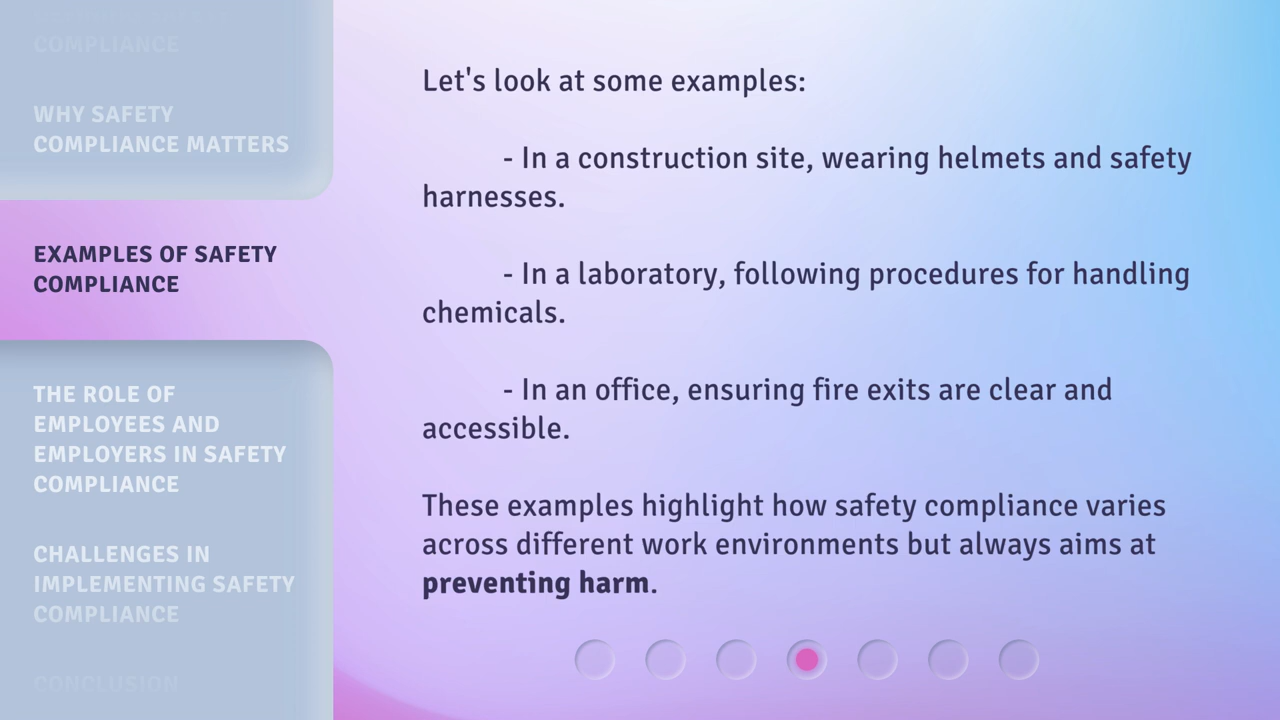 COMPLIANCE
WHY SAFETY
COMPLIANCE MATTERS
EXAMPLES OF SAFETY
COMPLIANCE
THE ROLE OF
EMPLOYEES AND
EMPLOYERS IN SAFETY
COMPLIANCE
CHALLENGES IN
IMPLEMENTING SAFETY
COMPLIANCE
CONCLUSION
Let's look at some examples:
- In a construction site, wearing helmets and safety
harnesses.
- In a laboratory, following procedures for handling
chemicals.
- In an office, ensuring fire exits are clear and
accessible.
These examples highlight how safety compliance varies
across different work environments but always aims at
preventing harm.